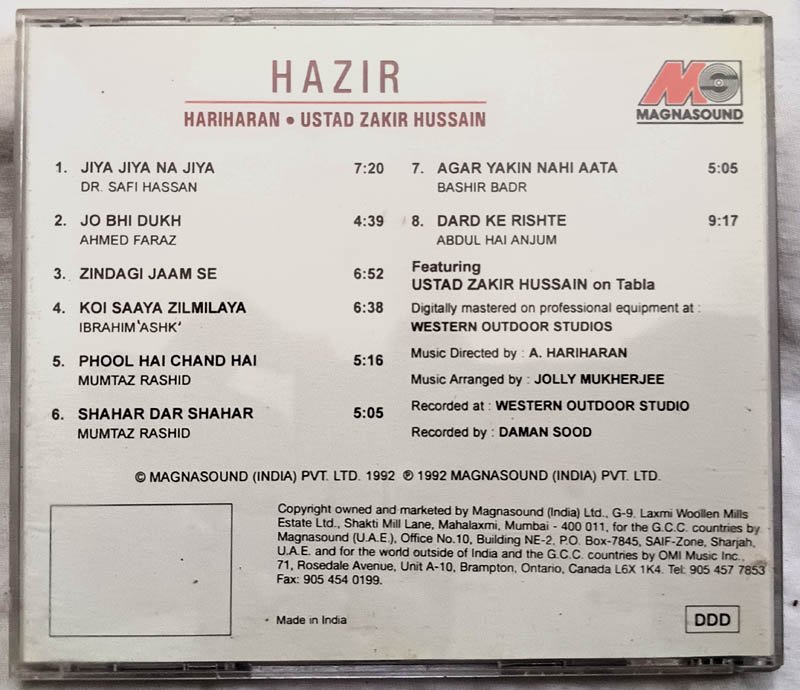 HAZIR
HARIHARAN • USTAD ZAKIR HUSSAIN
MS
MAGNASOUND
1. JIYA JIYA NA JIYA 7:20
DR. SAFI HASSAN
2. JO BHI DUKH 4:39
AHMED FARAZ
3. ZINDAGI JAAM SE 6:52
4. KOI SAAYA ZILMILAYA 6:38
IBRAHIM 'ASHK'
5. PHOOL HAI CHAND HAI 5:16
MUMTAZ RASHID
6. SHAHAR DAR SHAHAR 5:05
MUMTAZ RASHID
7. AGAR YAKIN NAHI AATA 5:05
BASHIR BADR
8. DARD KE RISHTE 9:17
ABDUL HAI ANJUM
Featuring
USTAD ZAKIR HUSSAIN on Tabla
Digitally mastered on professional equipment at :
WESTERN OUTDOOR STUDIOS
Music Directed by : A. HARIHARAN
Music Arranged by : JOLLY MUKHERJEE
Recorded at : WESTERN OUTDOOR STUDIO
Recorded by : DAMAN SOOD
© MAGNASOUND (INDIA) PVT. LTD. 1992 ℗ 1992 MAGNASOUND (INDIA) PVT. LTD.
Copyright owned and marketed by Magnasound (India) Ltd., G-9. Laxmi Woollen Mills
Estate Ltd., Shakti Mill Lane, Mahalaxmi, Mumbai - 400 011, for the G.C.C. countries by
Magnasound (U.A.E.), Office No.10, Building NE-2, P.O. Box-7845, SAIF-Zone, Sharjah,
U.A.E. and for the world outside of India and the G.C.C. countries by OMI Music Inc.,
71, Rosedale Avenue, Unit A-10, Brampton, Ontario, Canada L6X 1K4. Tel: 905 457 7853
Fax: 905 454 0199.
Made in India
DDD